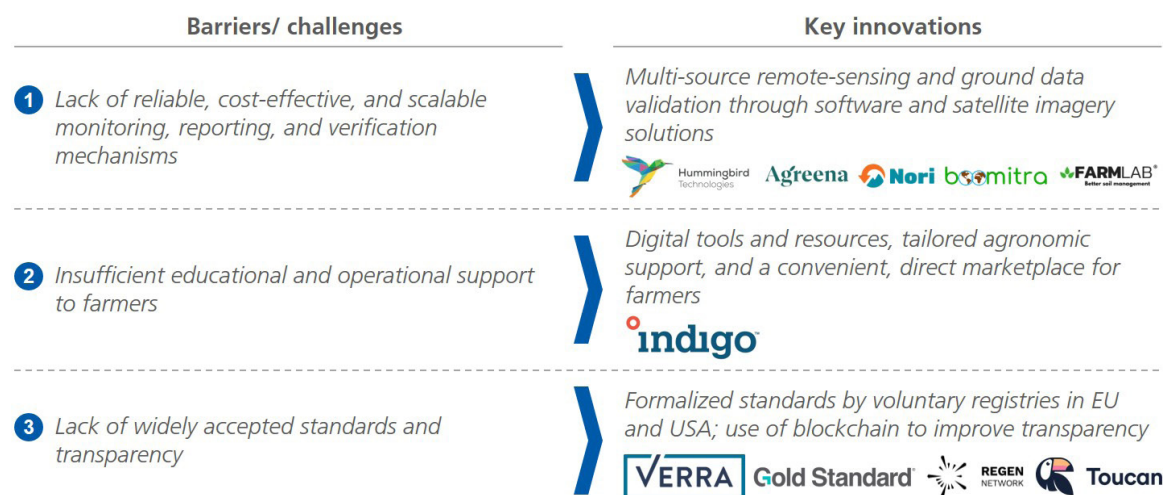 Barriers/ challenges
Key innovations
1
Lack of reliable, cost-effective, and scalable
monitoring, reporting, and verification
mechanisms
Multi-source remote-sensing and ground data
validation through software and satellite imagery
solutions
Hummingbird
Technologies
Agreena
Nori
boomitra
FARMLAB®
Better soil management
2
Insufficient educational and operational support
to farmers
Digital tools and resources, tailored agronomic
support, and a convenient, direct marketplace for
farmers
indigo™
3
Lack of widely accepted standards and
transparency
Formalized standards by voluntary registries in EU
and USA; use of blockchain to improve transparency
VERRA
Gold Standard®
REGEN
NETWORK
Toucan